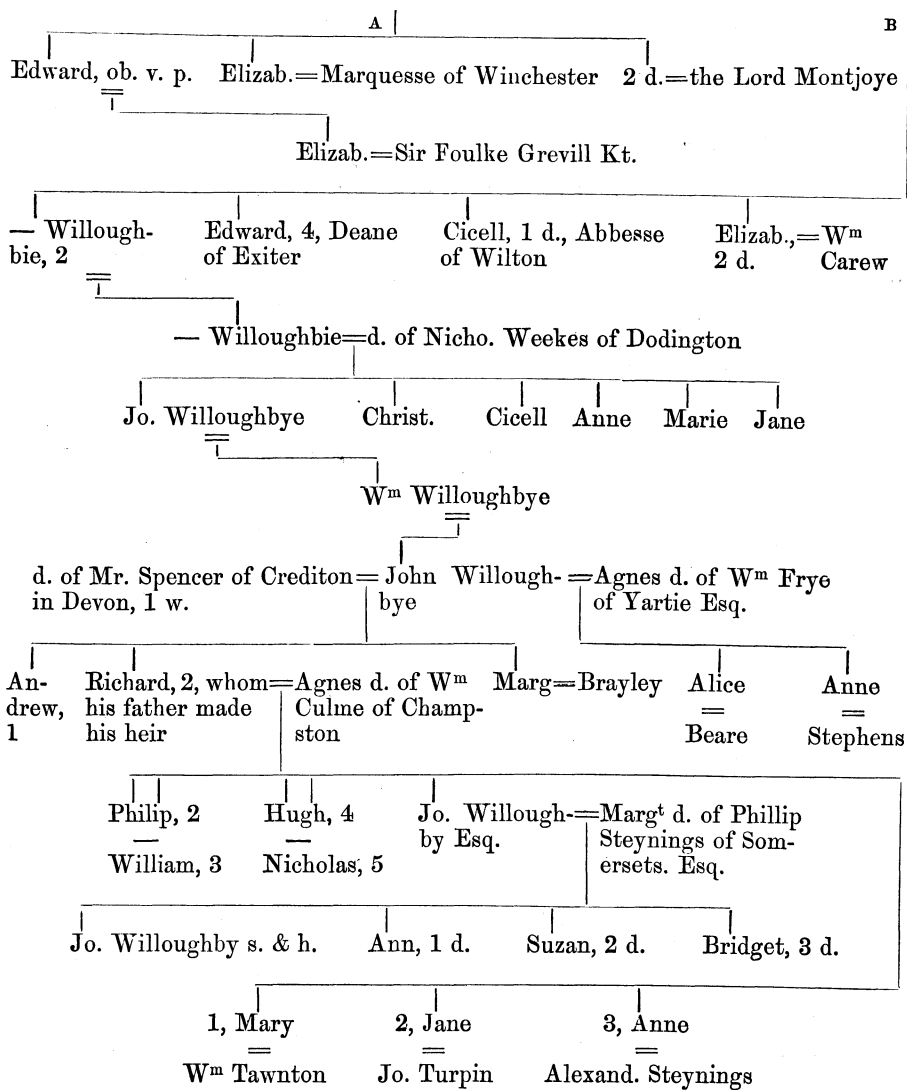 A B
Edward, ob. v. p. Elizab.=Marquesse of Winchester 2 d.=the Lord Montjoye
=
Elizab.=Sir Foulke Grevill Kt.
— Willough- Edward, 4, Deane Cicell, 1 d., Abbesse Elizab.,=Wm
bie, 2 of Exiter of Wilton 2 d. Carew
=
— Willoughbie=d. of Nicho. Weekes of Dodington
Jo. Willoughbye Christ. Cicell Anne Marie Jane
=
Wm Willoughbye
=
d. of Mr. Spencer of Crediton = John Willough- =Agnes d. of Wm Frye
in Devon, 1 w. bye of Yartie Esq.
An- Richard, 2, whom=Agnes d. of Wm Marg=Brayley Alice Anne
drew, his father made Culme of Champ- = =
1 his heir ston Beare Stephens
Philip, 2 Hugh, 4 Jo. Willough-=Margt d. of Phillip
— — by Esq. Steynings of Som-
William, 3 Nicholas, 5 ersets. Esq.
Jo. Willoughby s. & h. Ann, 1 d. Suzan, 2 d. Bridget, 3 d.
1, Mary 2, Jane 3, Anne
= = =
Wm Tawnton Jo. Turpin Alexand. Steynings